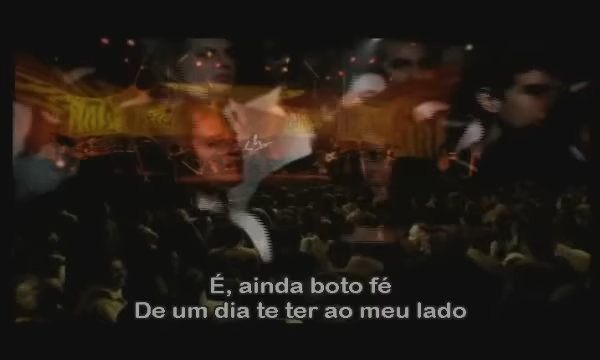 É, ainda boto fé
De um dia te ter ao meu lado